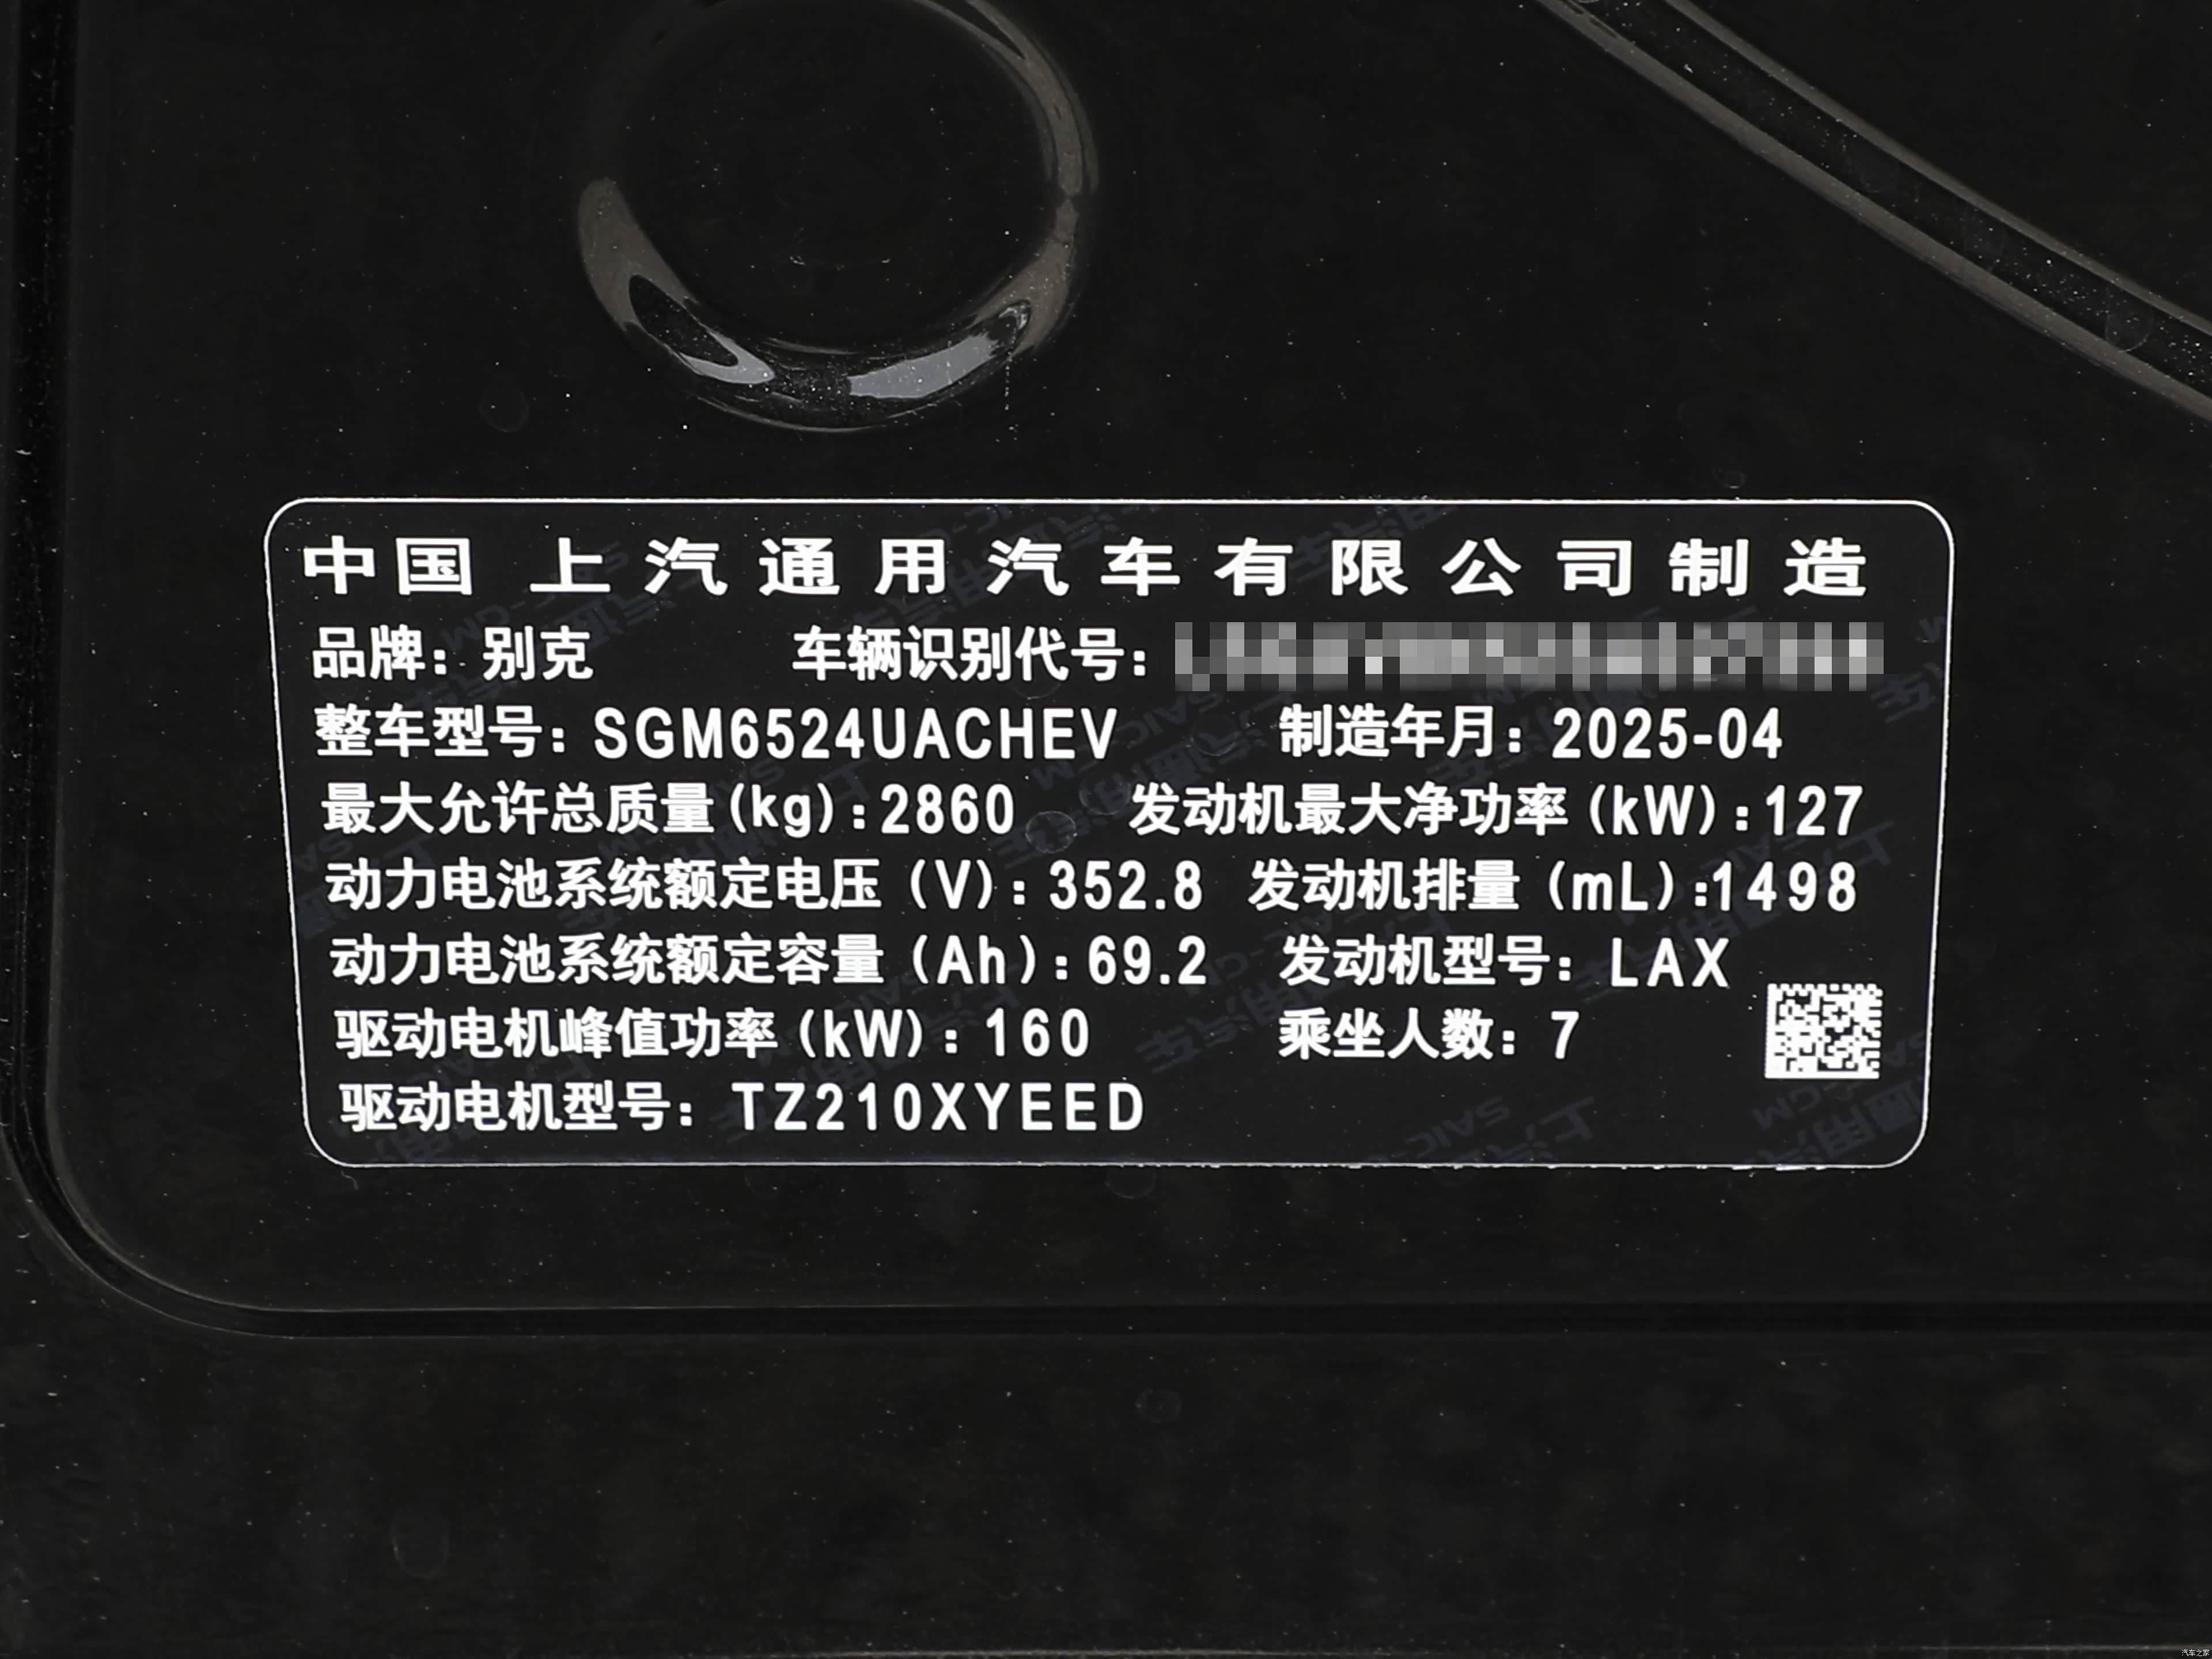 中国 上汽通用汽车有限公司制造
品牌：别克 车辆识别代号：
整车型号：SGM6524UACHEV 制造年月：2025-04
最大允许总质量(kg):2860 发动机最大净功率(kW):127
动力电池系统额定电压(V):352.8 发动机排量(mL):1498
动力电池系统额定容量(Ah):69.2 发动机型号：LAX
驱动电机峰值功率(kW):160 乘坐人数：7
驱动电机型号：TZ210XYEED
汽车之家